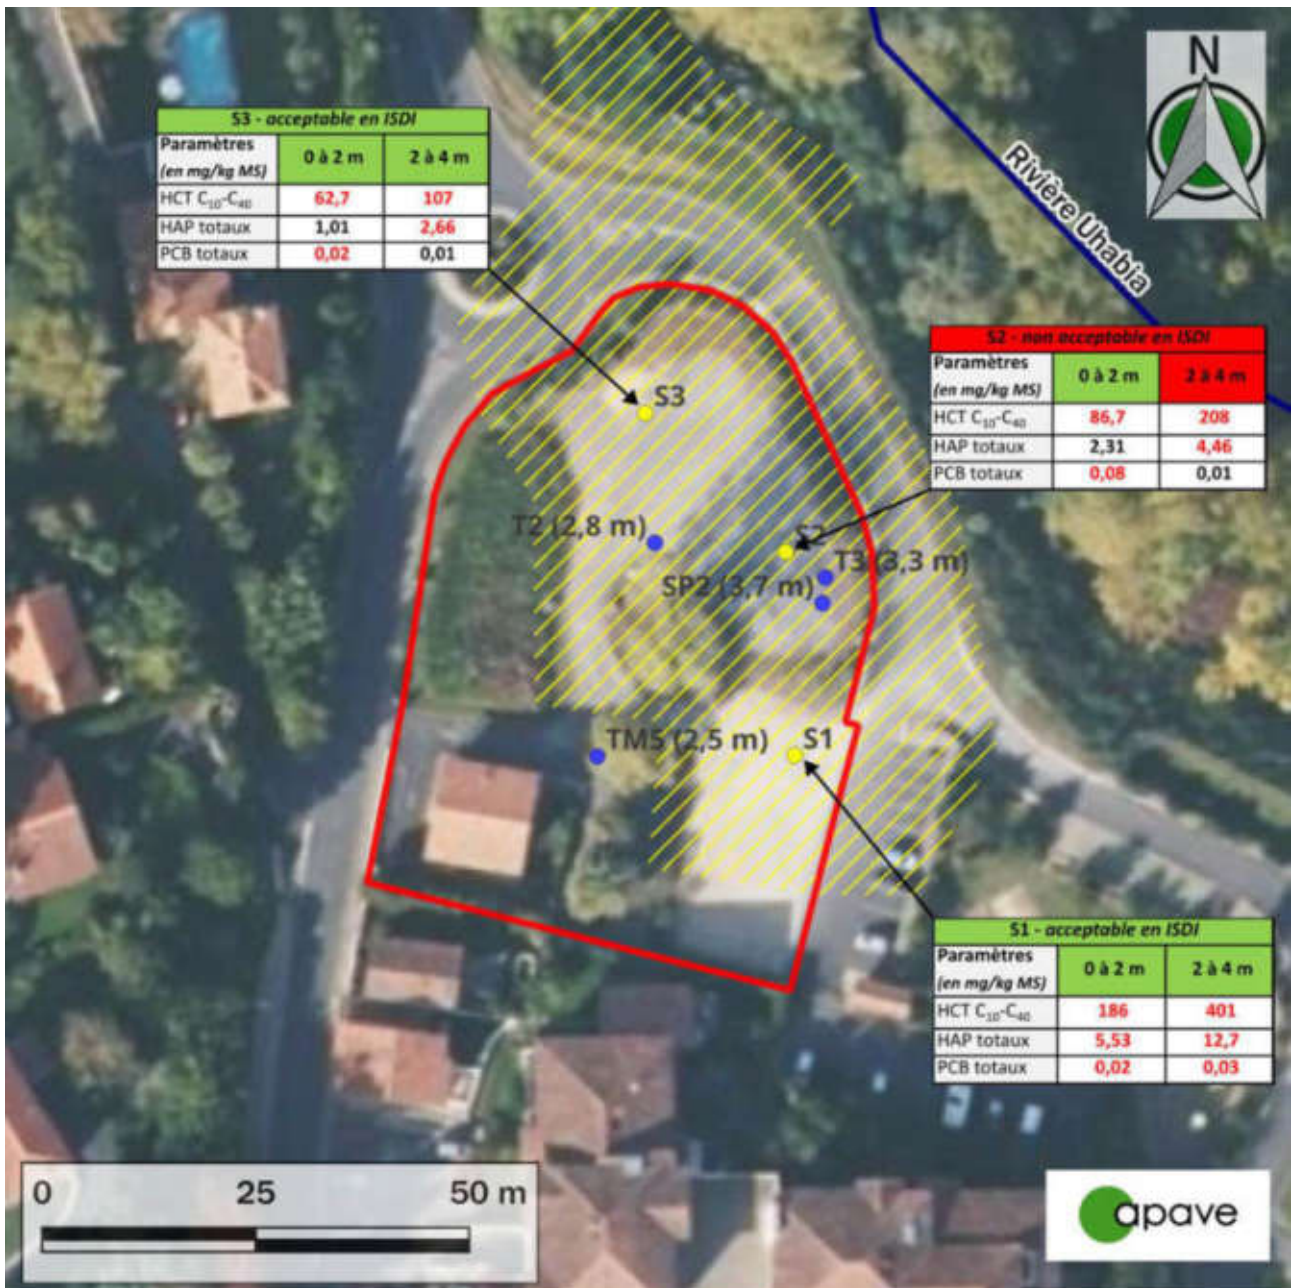 N
Rivière Uhabia
S3 - acceptable en ISDI
Paramètres (en mg/kg MS) 0 à 2 m 2 à 4 m
HCT C₁₀-C₄₀ 62,7 107
HAP totaux 1,01 2,66
PCB totaux 0,02 0,01
S2 - non acceptable en ISDI
Paramètres (en mg/kg MS) 0 à 2 m 2 à 4 m
HCT C₁₀-C₄₀ 86,7 208
HAP totaux 2,31 4,46
PCB totaux 0,08 0,01
S3
T2 (2,8 m)
S2
T3 (3,3 m)
SP2 (3,7 m)
TM5 (2,5 m)
S1
S1 - acceptable en ISDI
Paramètres (en mg/kg MS) 0 à 2 m 2 à 4 m
HCT C₁₀-C₄₀ 186 401
HAP totaux 5,53 12,7
PCB totaux 0,02 0,03
0 25 50 m
apave